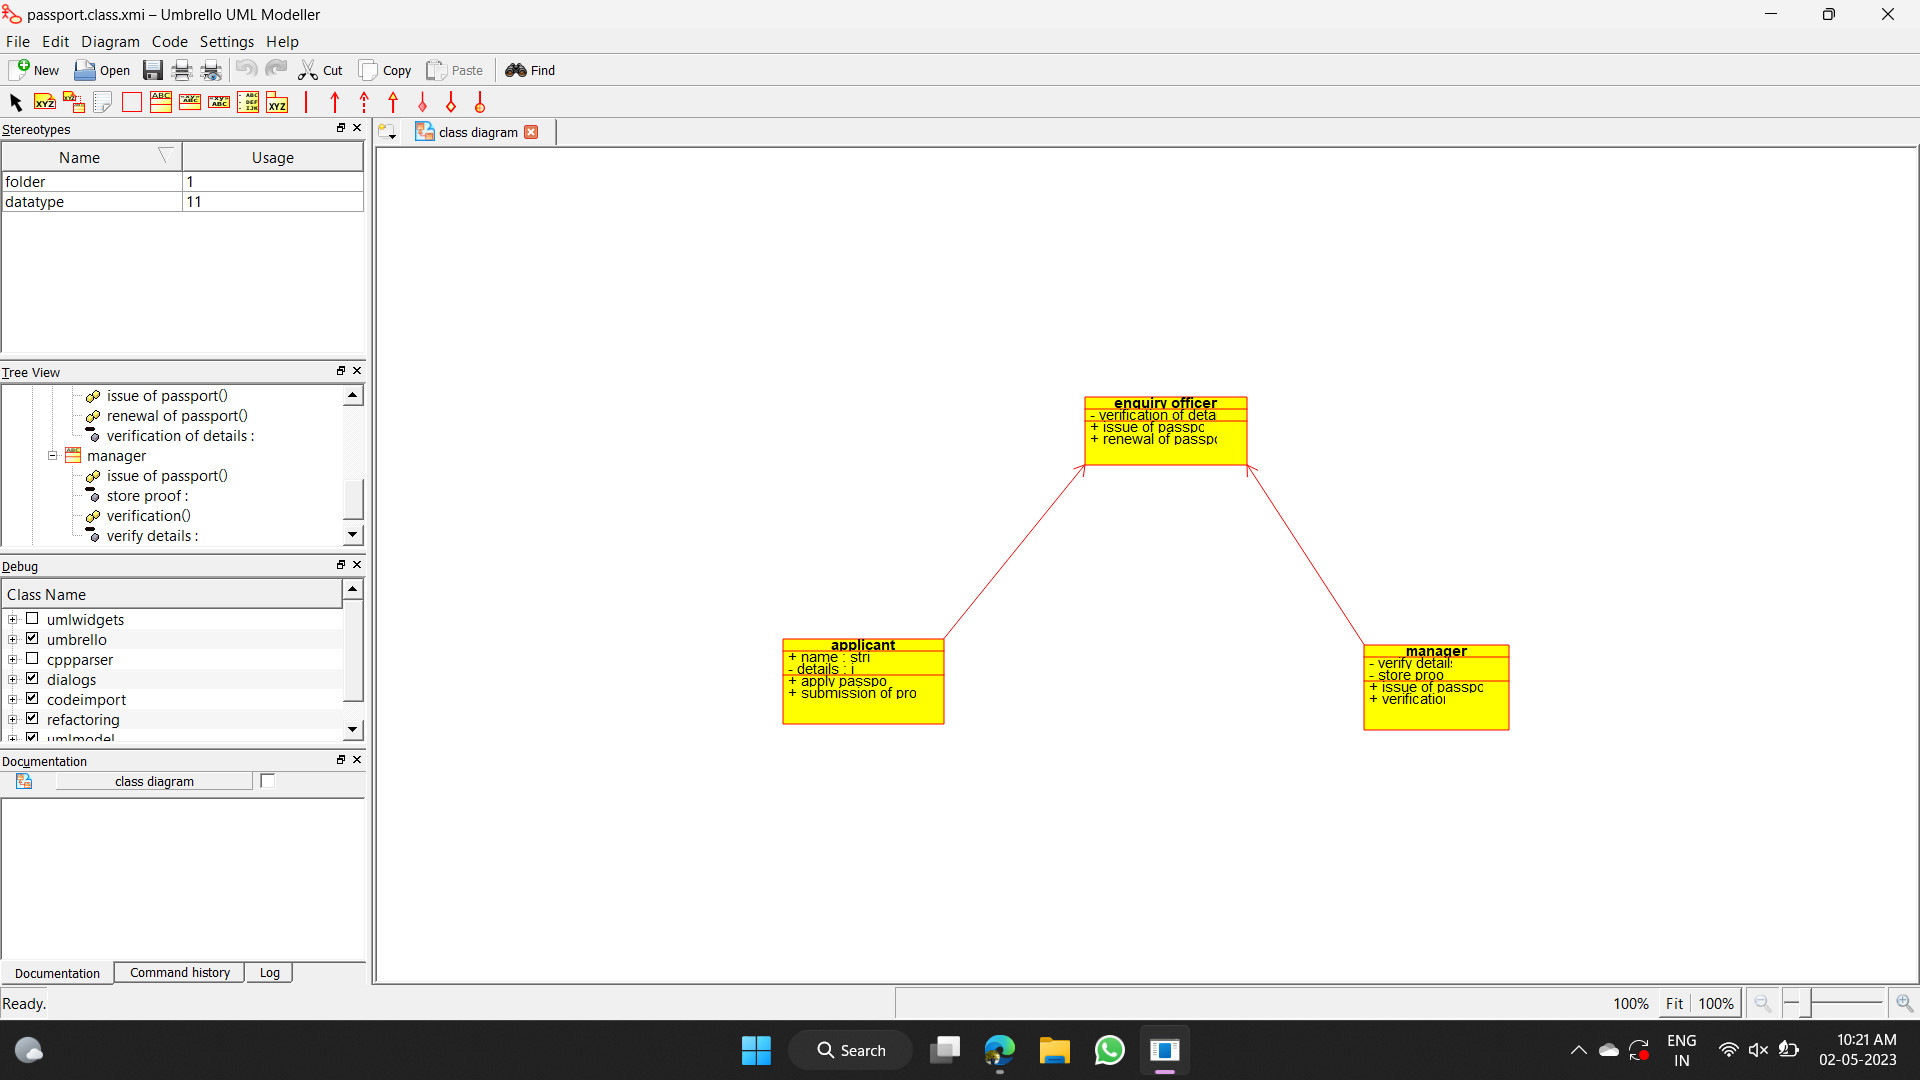 passport.class.xmi – Umbrello UML Modeller
File Edit Diagram Code Settings Help
New Open Cut Copy Paste Find
Stereotypes
class diagram
Name Usage
folder 1
datatype 11
Tree View
issue of passport()
renewal of passport()
verification of details :
manager
issue of passport()
store proof :
verification()
verify details :
enquiry officer
- verification of deta
+ issue of passpo
+ renewal of passpo
applicant
+ name : stri
- details : i
+ apply passpo
+ submission of pro
manager
- verify details
- store proo
+ issue of passpo
+ verification
Debug
Class Name
umlwidgets
umbrello
cppparser
dialogs
codeimport
refactoring
umlmodel
Documentation
class diagram
Documentation Command history Log
Ready.
100% Fit 100%
Search
ENG
IN
10:21 AM
02-05-2023